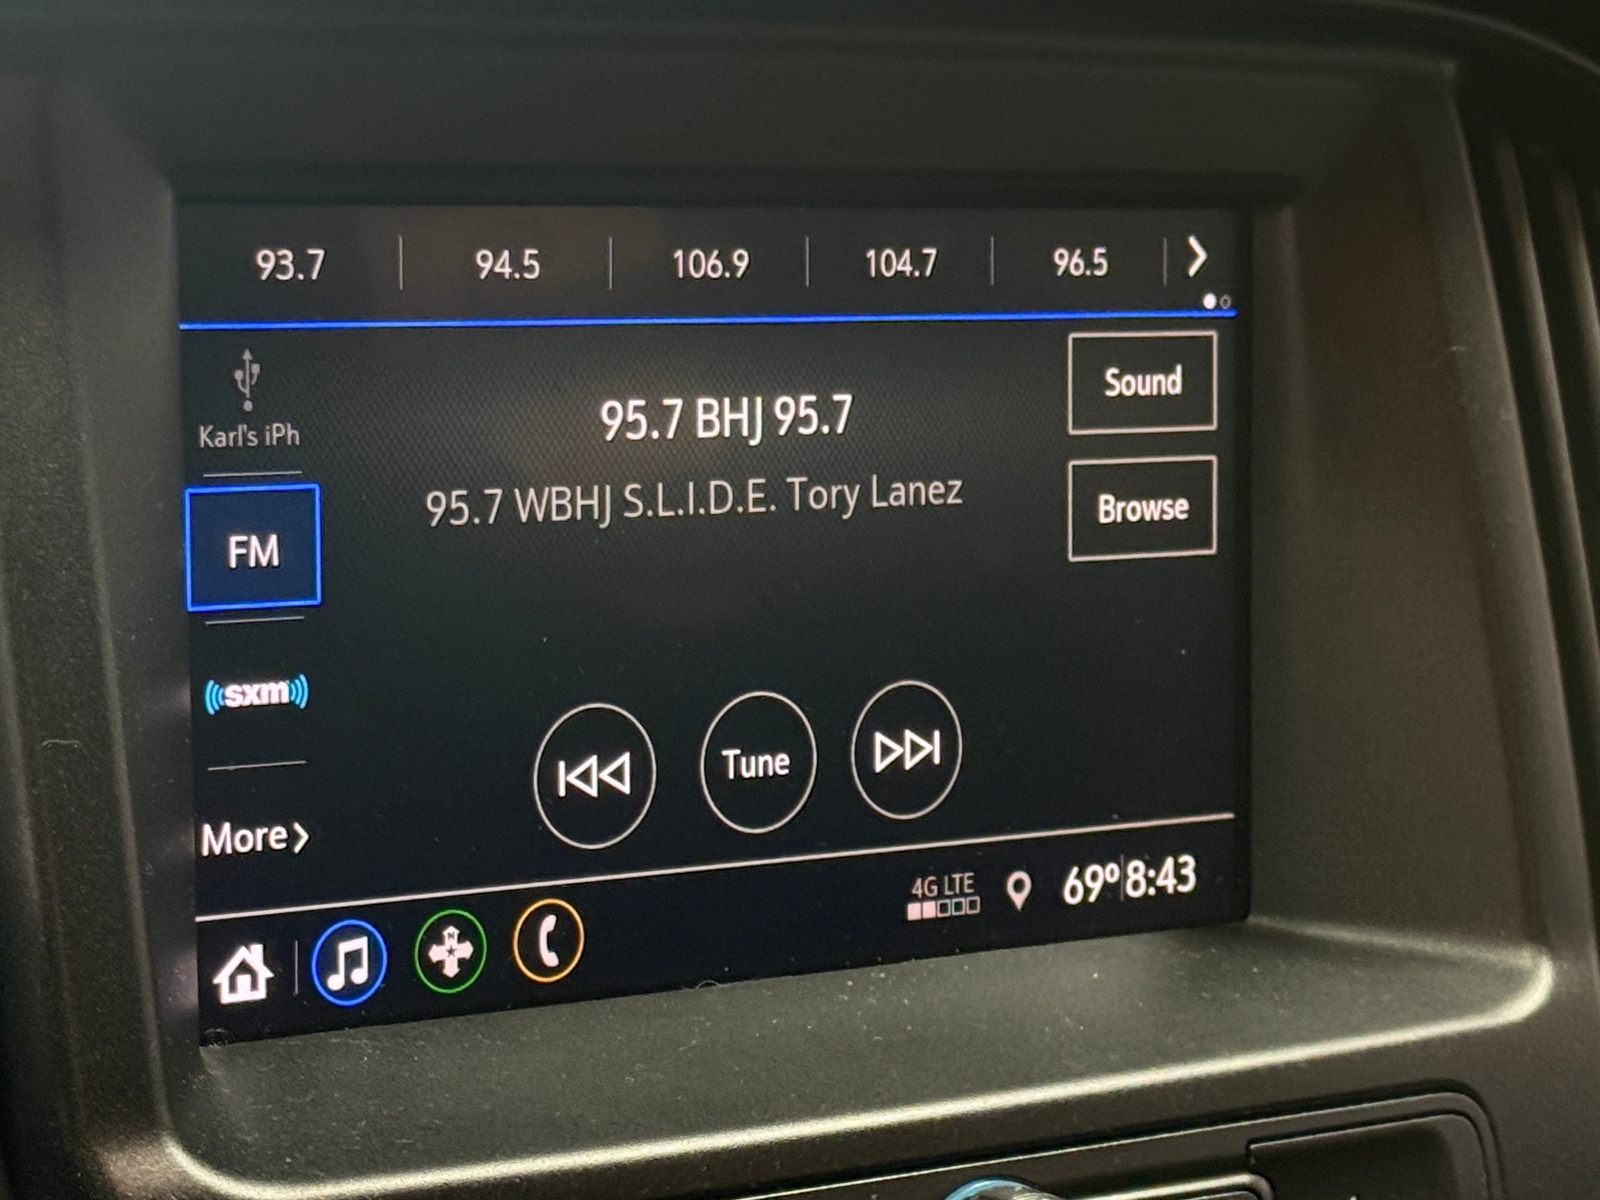 93.7 94.5 106.9 104.7 96.5
Karl's iPh
FM
sxm
More
95.7 BHJ 95.7
95.7 WBHJ S.L.I.D.E. Tory Lanez
Sound
Browse
Tune
4G LTE
69° 8:43
N